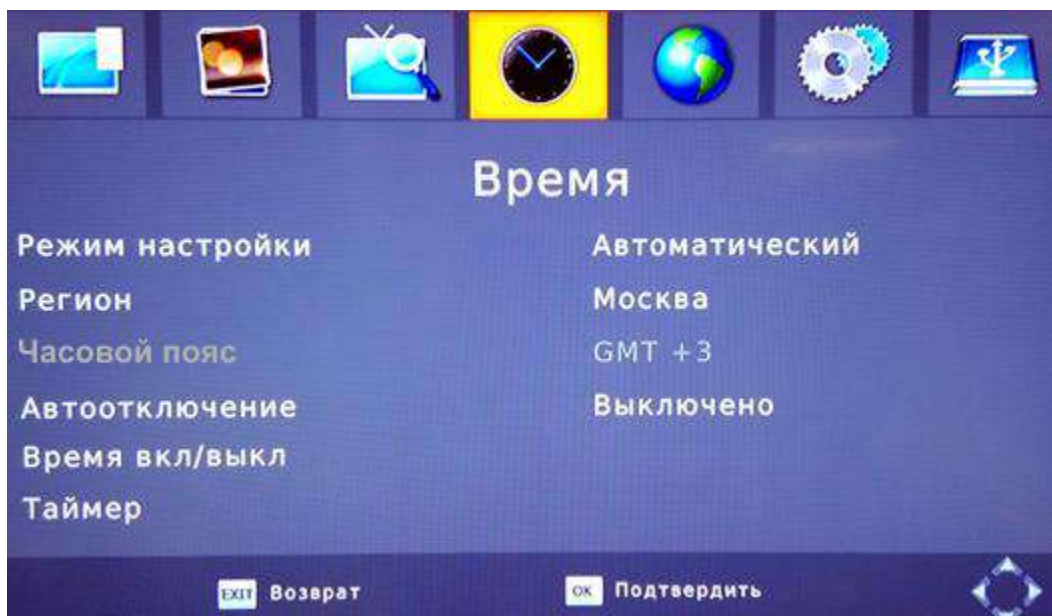 Время
Режим настройки Автоматический
Регион Москва
Часовой пояс GMT +3
Автоотключение Выключено
Время вкл/выкл
Таймер
EXIT Возврат OK Подтвердить